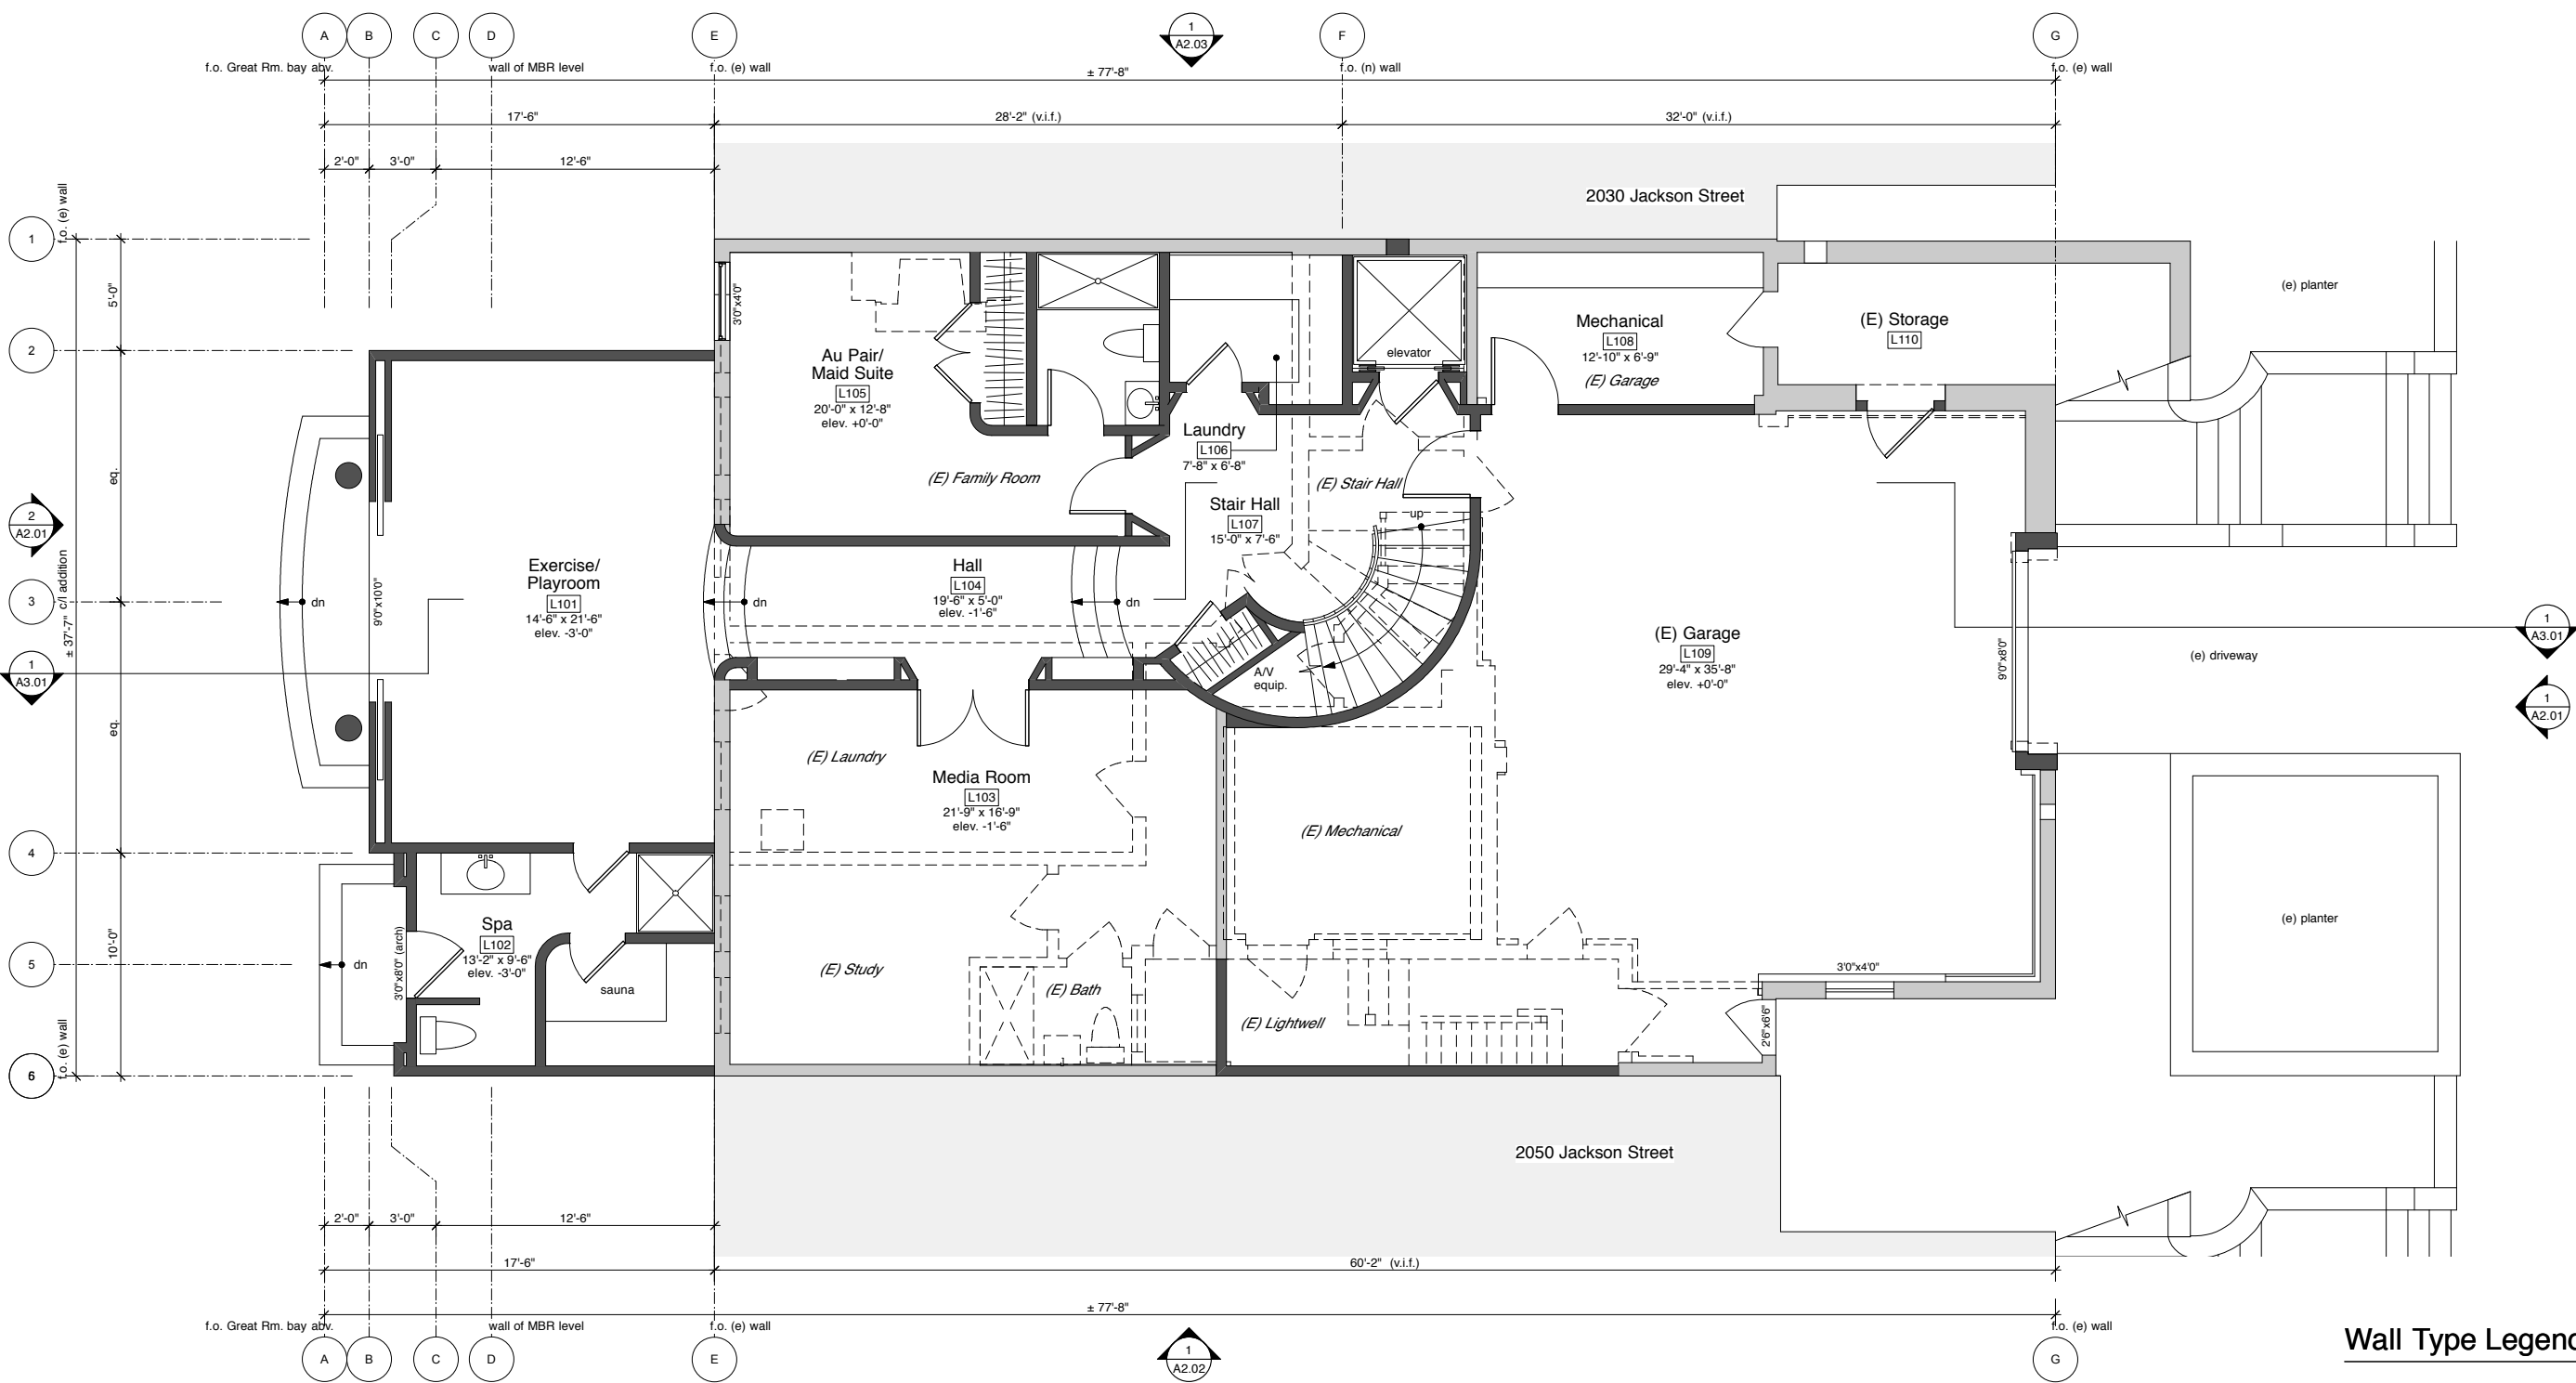 A
B
C
D
E
1
A2.03
F
G
f.o. Great Rm. bay abv.
wall of MBR level
f.o. (e) wall
± 77'-8"
f.o. (n) wall
f.o. (e) wall
17'-6"
28'-2" (v.i.f.)
32'-0" (v.i.f.)
2'-0"
3'-0"
12'-6"
2030 Jackson Street
f.o. (e) wall
1
5'-0"
3'0"x4'0"
(e) planter
Mechanical
L108
12'-10" x 6'-9"
(E) Garage
(E) Storage
L110
elevator
2
Au Pair/
Maid Suite
L105
20'-0" x 12'-8"
elev. +0'-0"
Laundry
L106
7'-8" x 6'-8"
(E) Family Room
(E) Stair Hall
eq.
Stair Hall
L107
15'-0" x 7'-6"
up
2
A2.01
Exercise/
Playroom
L101
14'-6" x 21'-6"
elev. -3'-0"
Hall
L104
19'-6" x 5'-0"
elev. -1'-6"
3
± 37'-7" c/l addition
dn
9'0"x10'0"
dn
dn
(E) Garage
L109
29'-4" x 35'-8"
elev. +0'-0"
9'0"x8'0"
(e) driveway
1
A3.01
1
A3.01
A/V
equip.
1
A2.01
eq.
(E) Laundry
Media Room
L103
21'-9" x 16'-9"
elev. -1'-6"
(E) Mechanical
4
Spa
L102
13'-2" x 9'-6"
elev. -3'-0"
3'0"x8'0" (arch)
10'-0"
(e) planter
5
dn
sauna
(E) Study
(E) Bath
3'0"x4'0"
(E) Lightwell
2'6"x6'6"
f.o. (e) wall
6
2050 Jackson Street
2'-0"
3'-0"
12'-6"
17'-6"
60'-2" (v.i.f.)
± 77'-8"
f.o. Great Rm. bay abv.
wall of MBR level
f.o. (e) wall
f.o. (e) wall
A
B
C
D
E
1
A2.02
G
Wall Type Legend